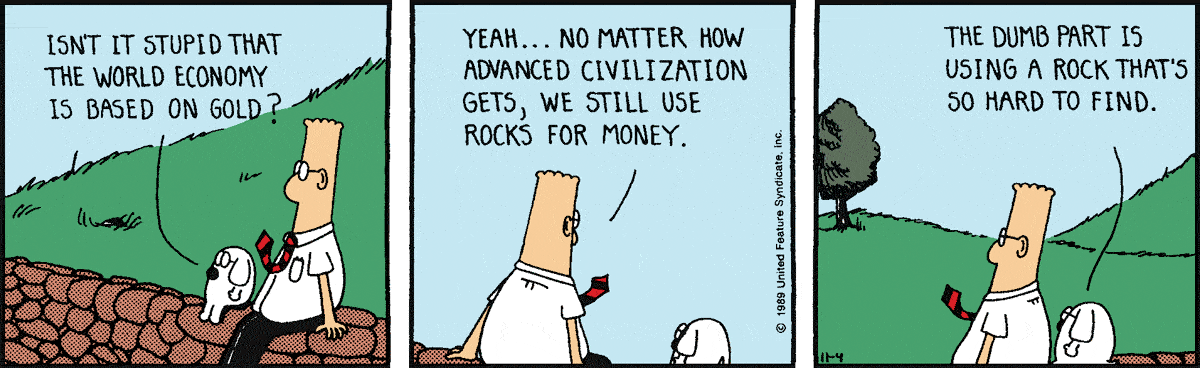 ISN'T IT STUPID THAT
THE WORLD ECONOMY
IS BASED ON GOLD?
YEAH... NO MATTER HOW
ADVANCED CIVILIZATION
GETS, WE STILL USE
ROCKS FOR MONEY.
© 1989 United Feature Syndicate, Inc.
THE DUMB PART IS
USING A ROCK THAT'S
SO HARD TO FIND.
11-4